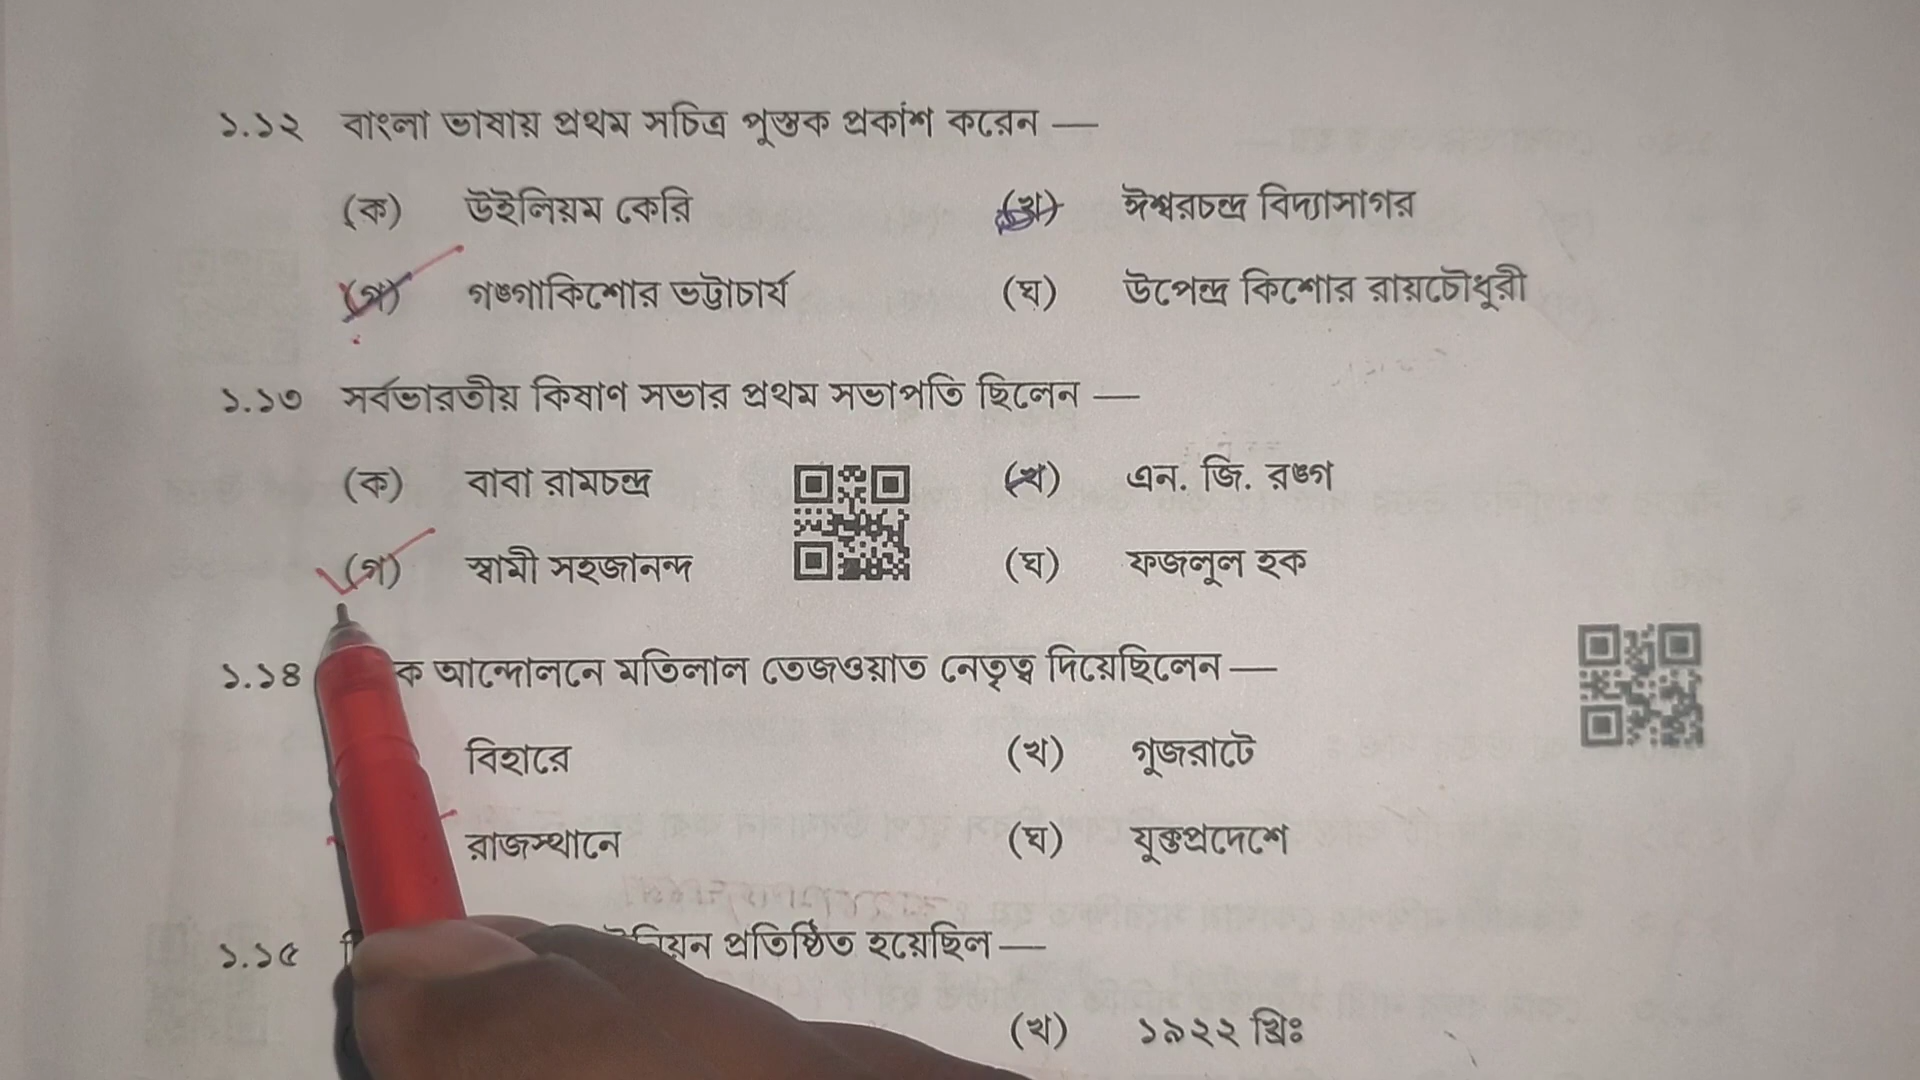 ১.১২ বাংলা ভাষায় প্রথম সচিত্র পুস্তক প্রকাশ করেন —
(ক) উইলিয়ম কেরি (খ) ঈশ্বরচন্দ্র বিদ্যাসাগর
(গ) গঙ্গাকিশোর ভট্টাচার্য (ঘ) উপেন্দ্র কিশোর রায়চৌধুরী
১.১৩ সর্বভারতীয় কিষাণ সভার প্রথম সভাপতি ছিলেন —
(ক) বাবা রামচন্দ্র (খ) এন. জি. রঙ্গ
(গ) স্বামী সহজানন্দ (ঘ) ফজলুল হক
১.১৪ ক আন্দোলনে মতিলাল তেজওয়াত নেতৃত্ব দিয়েছিলেন —
বিহারে (খ) গুজরাটে
রাজস্থানে (ঘ) যুক্তপ্রদেশে
১.১৫ উনিয়ন প্রতিষ্ঠিত হয়েছিল —
(খ) ১৯২২ খ্রিঃ